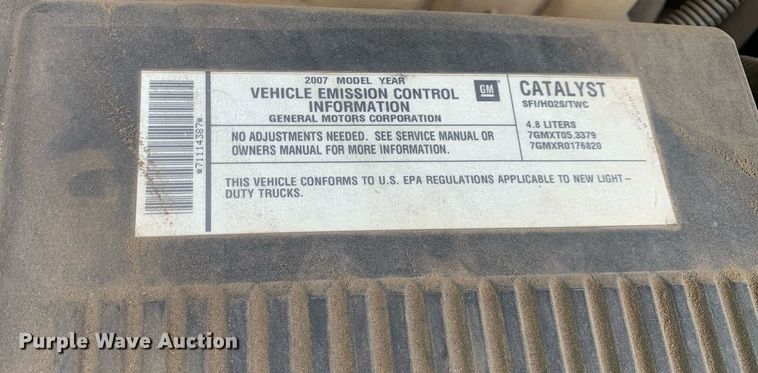 2007 MODEL YEAR
VEHICLE EMISSION CONTROL
INFORMATION
GENERAL MOTORS CORPORATION
GM
CATALYST
SFI/HO2S/TWC
4.8 LITERS
7GMXT05.3379
7GMXR0176820
NO ADJUSTMENTS NEEDED. SEE SERVICE MANUAL OR
OWNERS MANUAL FOR MORE INFORMATION.
THIS VEHICLE CONFORMS TO U.S. EPA REGULATIONS APPLICABLE TO NEW LIGHT-
DUTY TRUCKS.
*71114387*
Purple Wave Auction